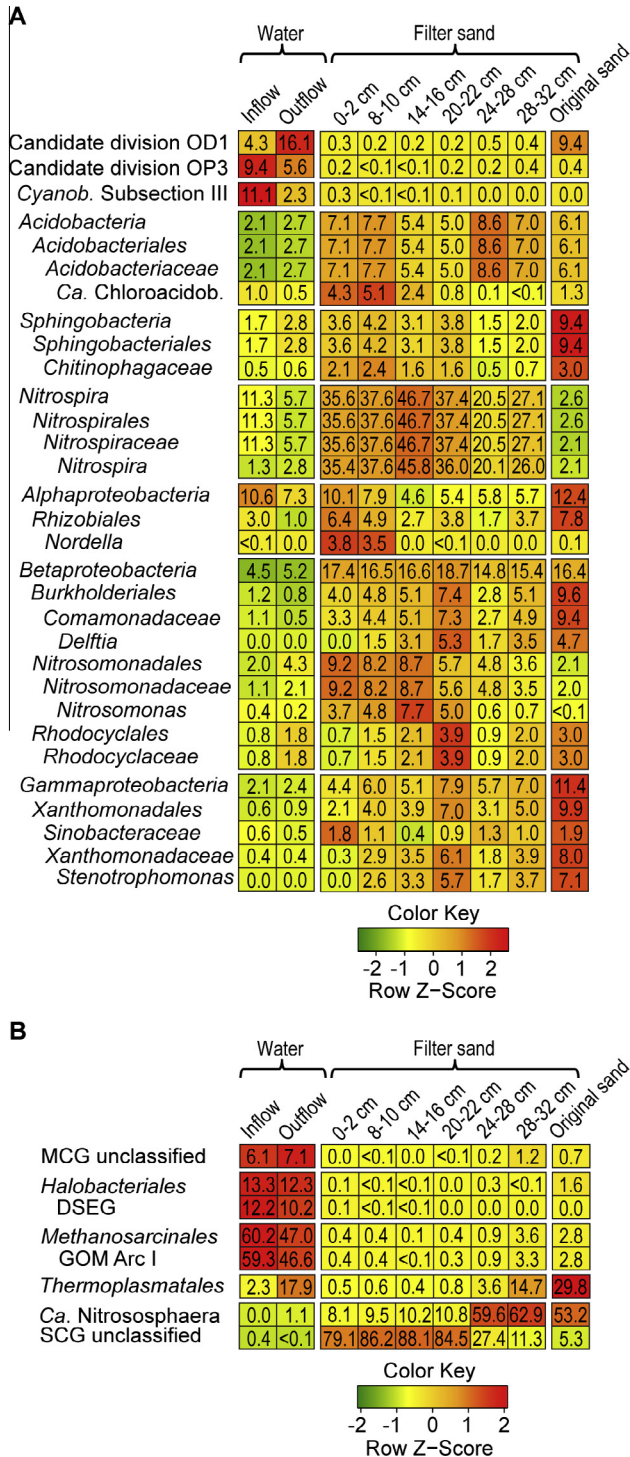 A
Water Filter sand
Inflow Outflow 0-2 cm 8-10 cm 14-16 cm 20-22 cm 24-28 cm 28-32 cm Original sand
Candidate division OD1 4.3 16.1 0.3 0.2 0.2 0.2 0.5 0.4 9.4
Candidate division OP3 9.4 5.6 0.2 <0.1 <0.1 0.2 0.2 0.4 0.4
Cyanob. Subsection III 11.1 2.3 0.3 <0.1 <0.1 0.1 0.0 0.0 0.0
Acidobacteria 2.1 2.7 7.1 7.7 5.4 5.0 8.6 7.0 6.1
Acidobacteriales 2.1 2.7 7.1 7.7 5.4 5.0 8.6 7.0 6.1
Acidobacteriaceae 2.1 2.7 7.1 7.7 5.4 5.0 8.6 7.0 6.1
Ca. Chloroacidob. 1.0 0.5 4.3 5.1 2.4 0.8 0.1 <0.1 1.3
Sphingobacteria 1.7 2.8 3.6 4.2 3.1 3.8 1.5 2.0 9.4
Sphingobacteriales 1.7 2.8 3.6 4.2 3.1 3.8 1.5 2.0 9.4
Chitinophagaceae 0.5 0.6 2.1 2.4 1.6 1.6 0.5 0.7 3.0
Nitrospira 11.3 5.7 35.6 37.6 46.7 37.4 20.5 27.1 2.6
Nitrospirales 11.3 5.7 35.6 37.6 46.7 37.4 20.5 27.1 2.6
Nitrospiraceae 11.3 5.7 35.6 37.6 46.7 37.4 20.5 27.1 2.1
Nitrospira 1.3 2.8 35.4 37.6 45.8 36.0 20.1 26.0 2.1
Alphaproteobacteria 10.6 7.3 10.1 7.9 4.6 5.4 5.8 5.7 12.4
Rhizobiales 3.0 1.0 6.4 4.9 2.7 3.8 1.7 3.7 7.8
Nordella <0.1 0.0 3.8 3.5 0.0 <0.1 0.0 0.0 0.1
Betaproteobacteria 4.5 5.2 17.4 16.5 16.6 18.7 14.8 15.4 16.4
Burkholderiales 1.2 0.8 4.0 4.8 5.1 7.4 2.8 5.1 9.6
Comamonadaceae 1.1 0.5 3.3 4.4 5.1 7.3 2.7 4.9 9.4
Delftia 0.0 0.0 0.0 1.5 3.1 5.3 1.7 3.5 4.7
Nitrosomonadales 2.0 4.3 9.2 8.2 8.7 5.7 4.8 3.6 2.1
Nitrosomonadaceae 1.1 2.1 9.2 8.2 8.7 5.6 4.8 3.5 2.0
Nitrosomonas 0.4 0.2 3.7 4.8 7.7 5.0 0.6 0.7 <0.1
Rhodocyclales 0.8 1.8 0.7 1.5 2.1 3.9 0.9 2.0 3.0
Rhodocyclaceae 0.8 1.8 0.7 1.5 2.1 3.9 0.9 2.0 3.0
Gammaproteobacteria 2.1 2.4 4.4 6.0 5.1 7.9 5.7 7.0 11.4
Xanthomonadales 0.6 0.9 2.1 4.0 3.9 7.0 3.1 5.0 9.9
Sinobacteraceae 0.6 0.5 1.8 1.1 0.4 0.9 1.3 1.0 1.9
Xanthomonadaceae 0.4 0.4 0.3 2.9 3.5 6.1 1.8 3.9 8.0
Stenotrophomonas 0.0 0.0 0.0 2.6 3.3 5.7 1.7 3.7 7.1
Color Key
-2 -1 0 1 2
Row Z−Score
B
Water Filter sand
Inflow Outflow 0-2 cm 8-10 cm 14-16 cm 20-22 cm 24-28 cm 28-32 cm Original sand
MCG unclassified 6.1 7.1 0.0 <0.1 0.0 <0.1 0.2 1.2 0.7
Halobacteriales 13.3 12.3 0.1 <0.1 <0.1 0.0 0.3 <0.1 1.6
DSEG 12.2 10.2 0.1 <0.1 <0.1 0.0 0.0 0.0 0.0
Methanosarcinales 60.2 47.0 0.4 0.4 0.1 0.4 0.9 3.6 2.8
GOM Arc I 59.3 46.6 0.4 0.4 <0.1 0.3 0.9 3.3 2.8
Thermoplasmatales 2.3 17.9 0.5 0.6 0.4 0.8 3.6 14.7 29.8
Ca. Nitrososphaera 0.0 1.1 8.1 9.5 10.2 10.8 59.6 62.9 53.2
SCG unclassified 0.4 <0.1 79.1 86.2 88.1 84.5 27.4 11.3 5.3
Color Key
-2 -1 0 1 2
Row Z−Score